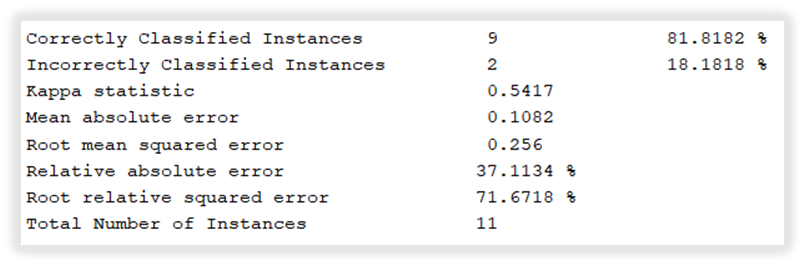 Correctly Classified Instances 9 81.8182 %
Incorrectly Classified Instances 2 18.1818 %
Kappa statistic 0.5417
Mean absolute error 0.1082
Root mean squared error 0.256
Relative absolute error 37.1134 %
Root relative squared error 71.6718 %
Total Number of Instances 11